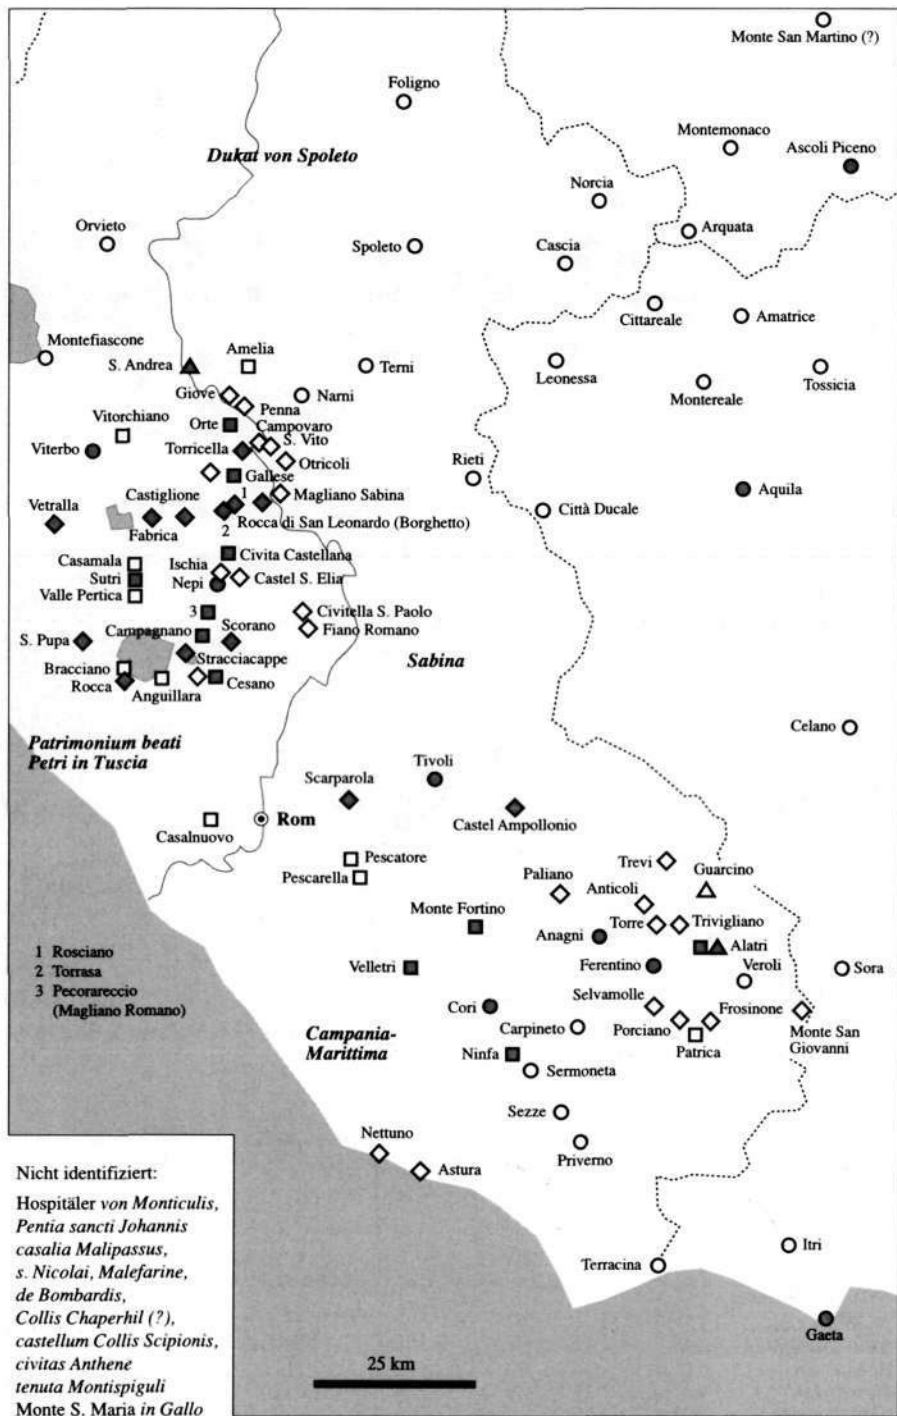 Monte San Martino (?)
Foligno
Montemonaco
Ascoli Piceno
Dukat von Spoleto
Norcia
Orvieto
Spoleto
Arquata
Cascia
Cittareale
Amatrice
Montefiascone
S. Andrea
Amelia
Terni
Leonessa
Montereale
Tossicia
Giove
Narni
Penna
Vitorchiano
Orte
Campovaro
S. Vito
Viterbo
Torricella
Otricoli
Rieti
Gallese
Aquila
Vetralla
Castiglione
1
Magliano Sabina
Città Ducale
Fabrica
2
Rocca di San Leonardo (Borghetto)
Casamala
Ischia
Civita Castellana
Sutri
Nepi
Castel S. Elia
Valle Pertica
3
Civitella S. Paolo
S. Pupa
Campagnano
Scorano
Fiano Romano
Stracciacappe
Sabina
Bracciano
Rocca
Anguillara
Cesano
Celano
Patrimonium beati
Petri in Tuscia
Tivoli
Scarparola
Casalnuovo
Rom
Castel Ampollonio
Pescatore
Trevi
Guarcino
Pescarella
Paliano
Anticoli
Monte Fortino
Anagni
Torre
Trivigliano
Alatri
1 Rosciano
2 Torrasa
3 Pecorareccio
(Magliano Romano)
Velletri
Ferentino
Veroli
Sora
Cori
Selvamolle
Frosinone
Campania-
Marittima
Carpineto
Porciano
Monte San
Giovanni
Ninfa
Patrica
Sermoneta
Sezze
Nettuno
Priverno
Astura
Nicht identifiziert:
Hospitäler von Monticulis,
Pentia sancti Johannis
casalia Malipassus,
s. Nicolai, Malefarine,
de Bombardis,
Collis Chaperhil (?),
castellum Collis Scipionis,
civitas Anthene
tenuta Montispiguli
Monte S. Maria in Gallo
Itri
Terracina
Gaeta
25 km